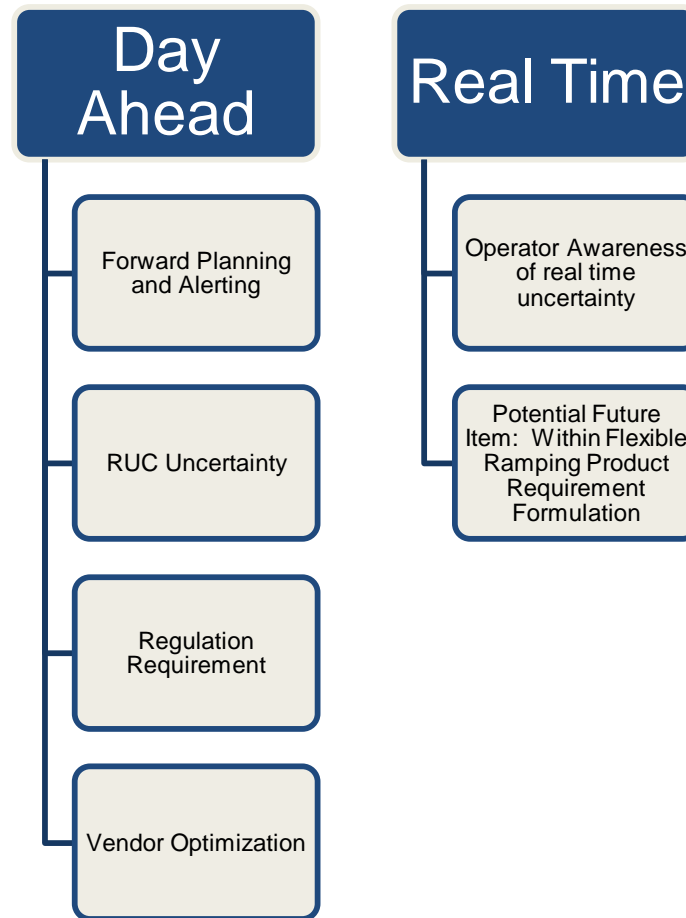 Day
Ahead
Forward Planning
and Alerting
RUC Uncertainty
Regulation
Requirement
Vendor Optimization
Real Time
Operator Awareness
of real time
uncertainty
Potential Future
Item:  Within Flexible
Ramping Product
Requirement
Formulation